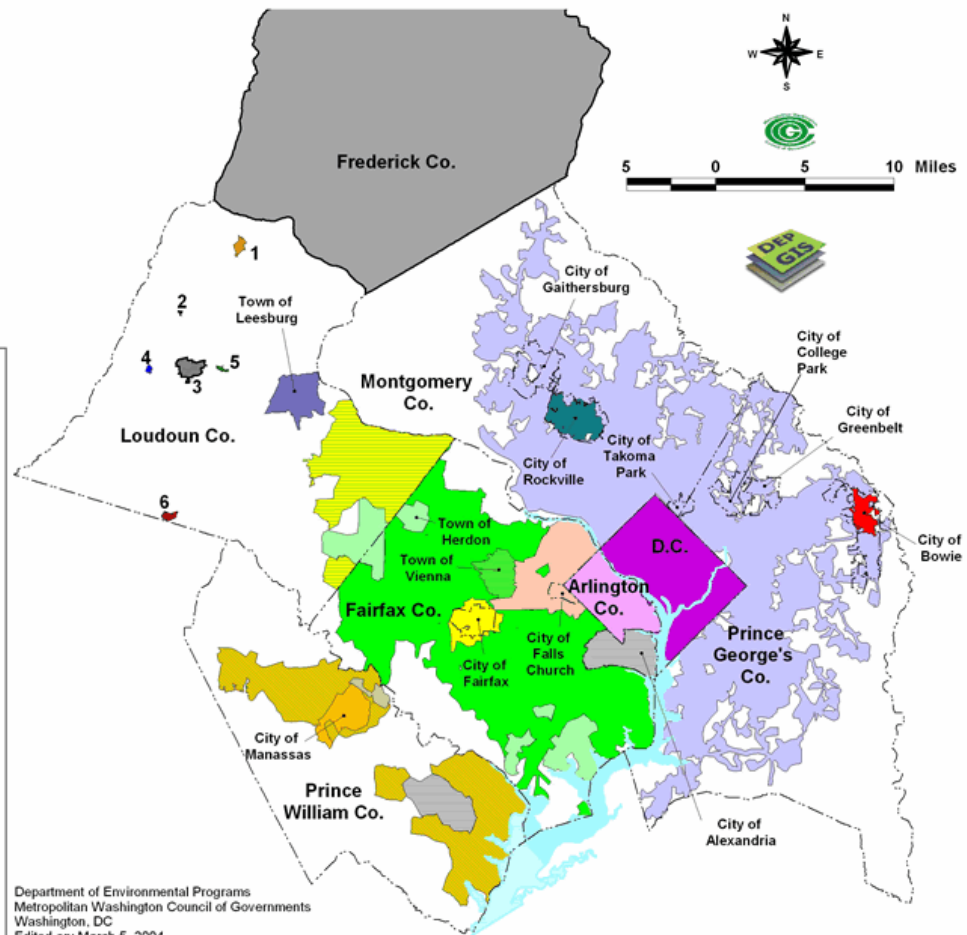 N
W
E
S
5 0 5 10 Miles
DEP
GIS
Frederick Co.
1
2
Town of
Leesburg
4
5
3
Loudoun Co.
6
Montgomery
Co.
City of
Gaithersburg
City of
College
Park
City of
Greenbelt
City of
Takoma
Park
City of
Rockville
City of
Bowie
Town of
Herdon
Town of
Vienna
D.C.
Arlington
Co.
Fairfax Co.
City of
Falls
Church
City of
Fairfax
Prince
George's
Co.
City of
Manassas
Prince
William Co.
City of
Alexandria
Department of Environmental Programs
Metropolitan Washington Council of Governments
Washington, DC